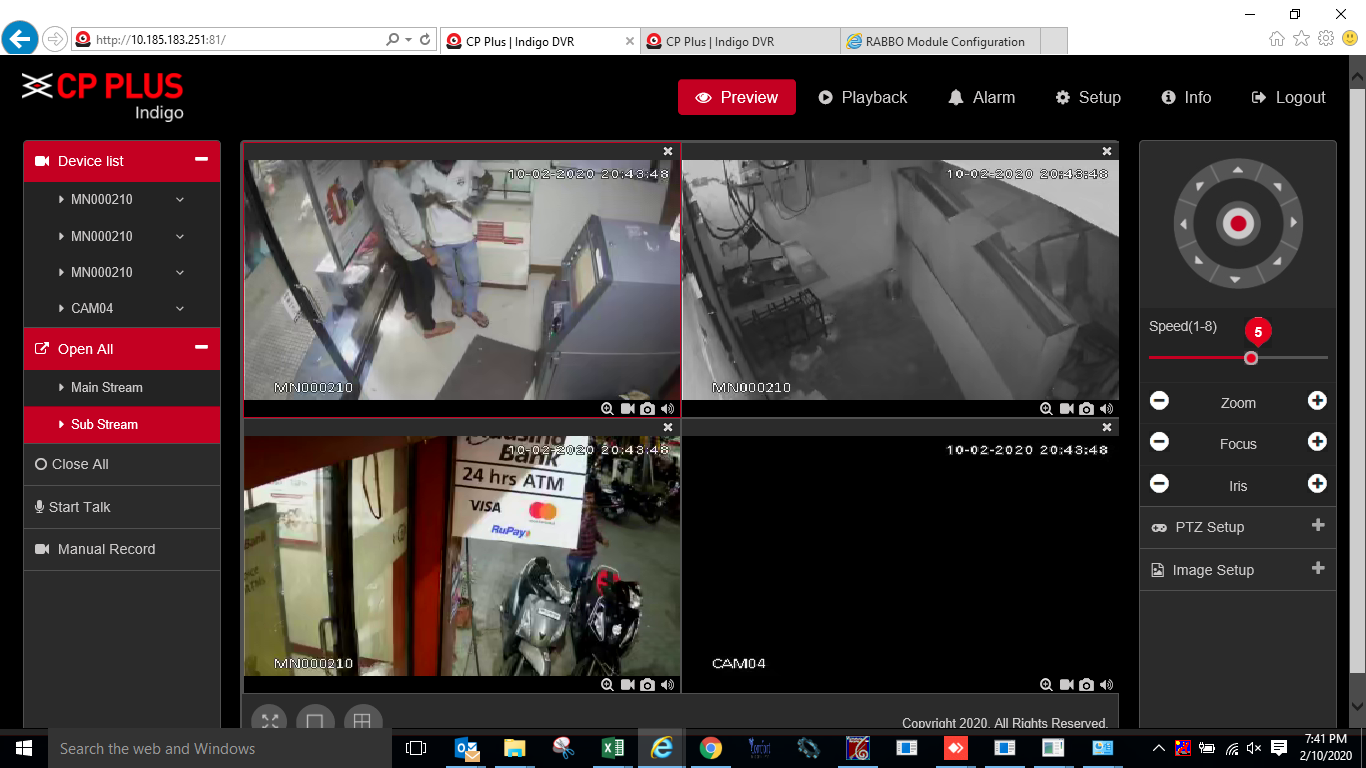 http://10.185.183.251:81/
CP Plus | Indigo DVR
CP Plus | Indigo DVR
RABBO Module Configuration
CP PLUS
Indigo
Preview
Playback
Alarm
Setup
Info
Logout
Device list
MN000210
MN000210
MN000210
CAM04
Open All
Main Stream
Sub Stream
Close All
Start Talk
Manual Record
10-02-2020 20:43:48
MN000210
10-02-2020 20:43:48
MN000210
10-02-2020 20:43:48
Bank
24 hrs ATM
VISA
RuPay
MN000210
10-02-2020 20:43:48
CAM04
Speed(1-8)
5
Zoom
Focus
Iris
PTZ Setup
Image Setup
Copyright 2020. All Rights Reserved.
Search the web and Windows
7:41 PM
2/10/2020